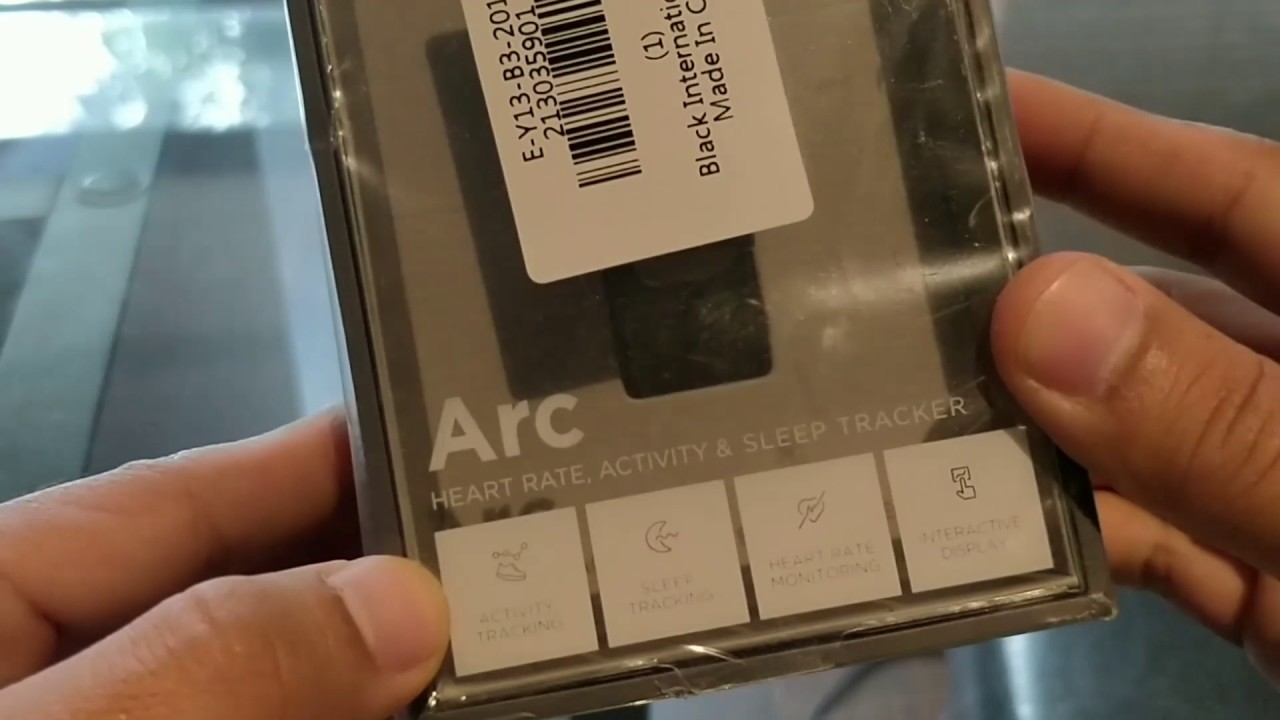 E-Y13-B3-201
213035901
(1)
Black Internatio
Made In C
Arc
HEART RATE, ACTIVITY & SLEEP TRACKER
ACTIVITY
TRACKING
SLEEP
TRACKING
HEART RATE
MONITORING
INTERACTIVE
DISPLAY